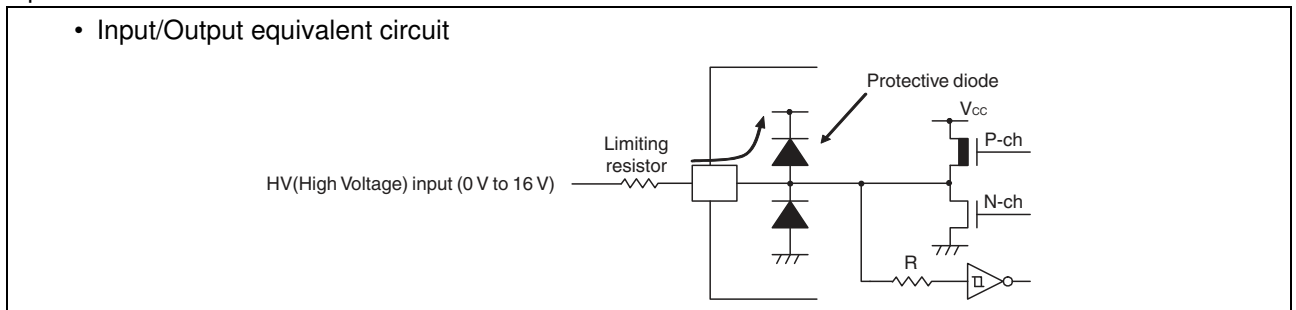 • Input/Output equivalent circuit
Protective diode
Vcc
P-ch
Limiting
resistor
HV(High Voltage) input (0 V to 16 V)
N-ch
R